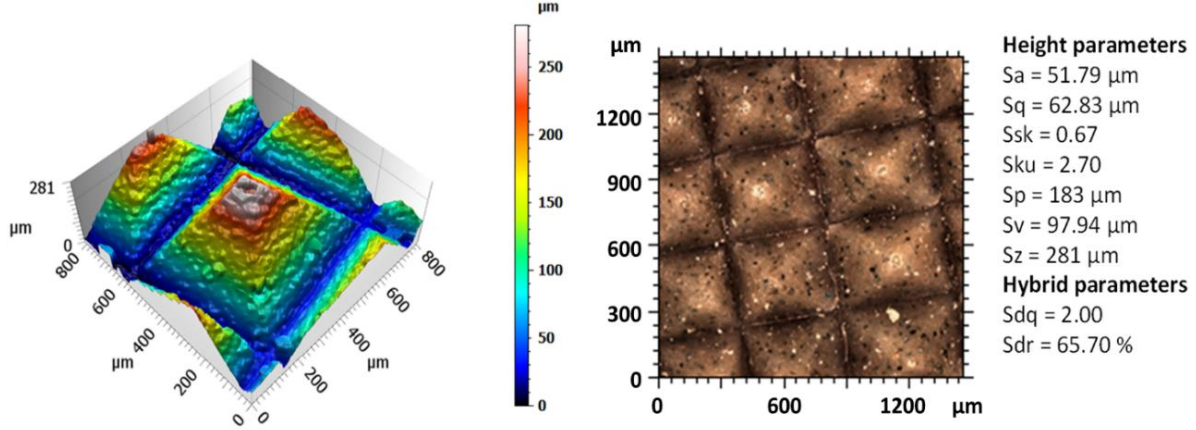 281
µm
0
800
600
µm
400
200
0
0
200
µm
400
600
800
µm
250
200
150
100
50
0
µm
1200
900
600
300
0
0
600
1200
µm
Height parameters
Sa = 51.79 µm
Sq = 62.83 µm
Ssk = 0.67
Sku = 2.70
Sp = 183 µm
Sv = 97.94 µm
Sz = 281 µm
Hybrid parameters
Sdq = 2.00
Sdr = 65.70 %